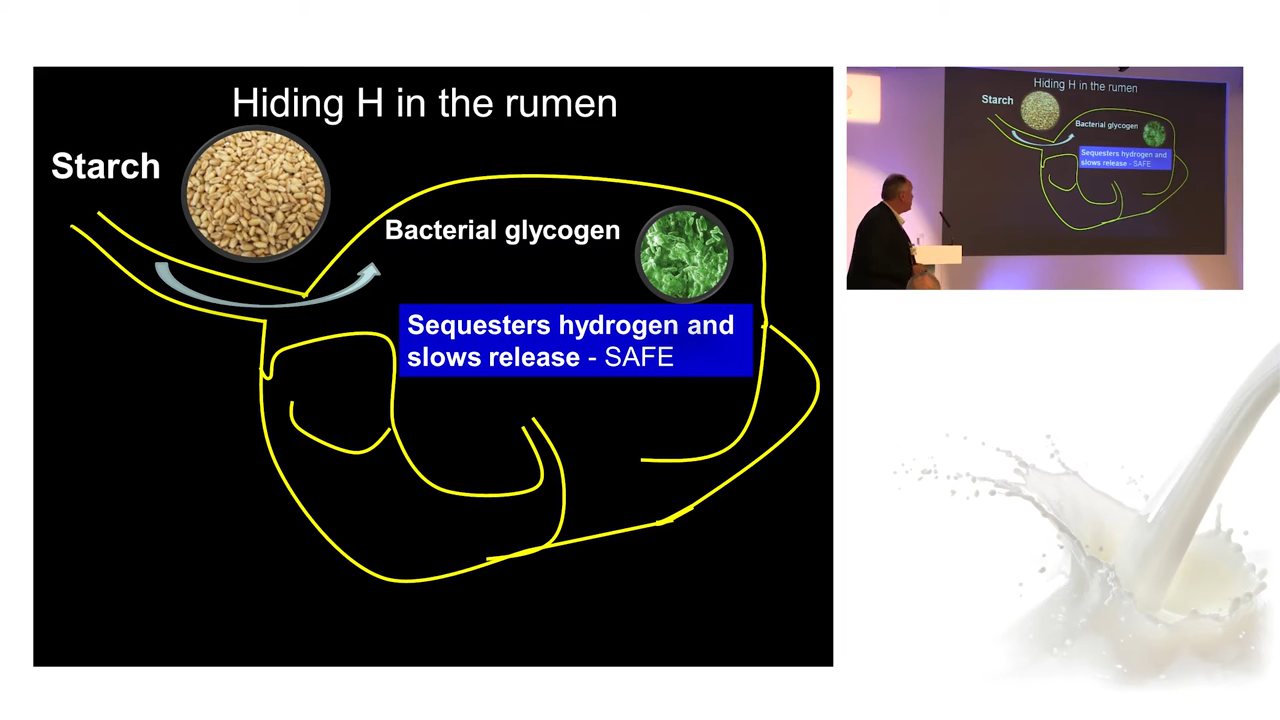 Hiding H in the rumen
Starch
Bacterial glycogen
Sequesters hydrogen and
slows release - SAFE
Hiding H in the rumen
Starch
Bacterial glycogen
Sequesters hydrogen and
slows release - SAFE